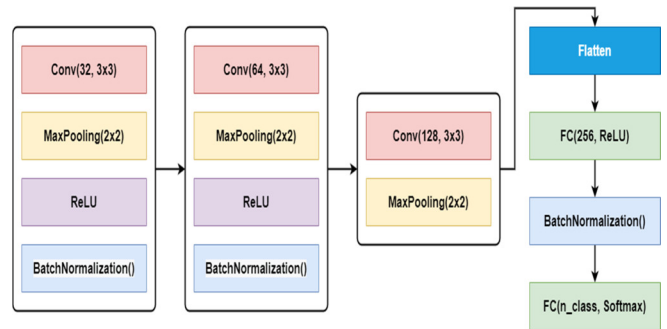 Conv(32, 3x3)
MaxPooling(2x2)
ReLU
BatchNormalization()
Conv(64, 3x3)
MaxPooling(2x2)
ReLU
BatchNormalization()
Conv(128, 3x3)
MaxPooling(2x2)
Flatten
FC(256, ReLU)
BatchNormalization()
FC(n_class, Softmax)